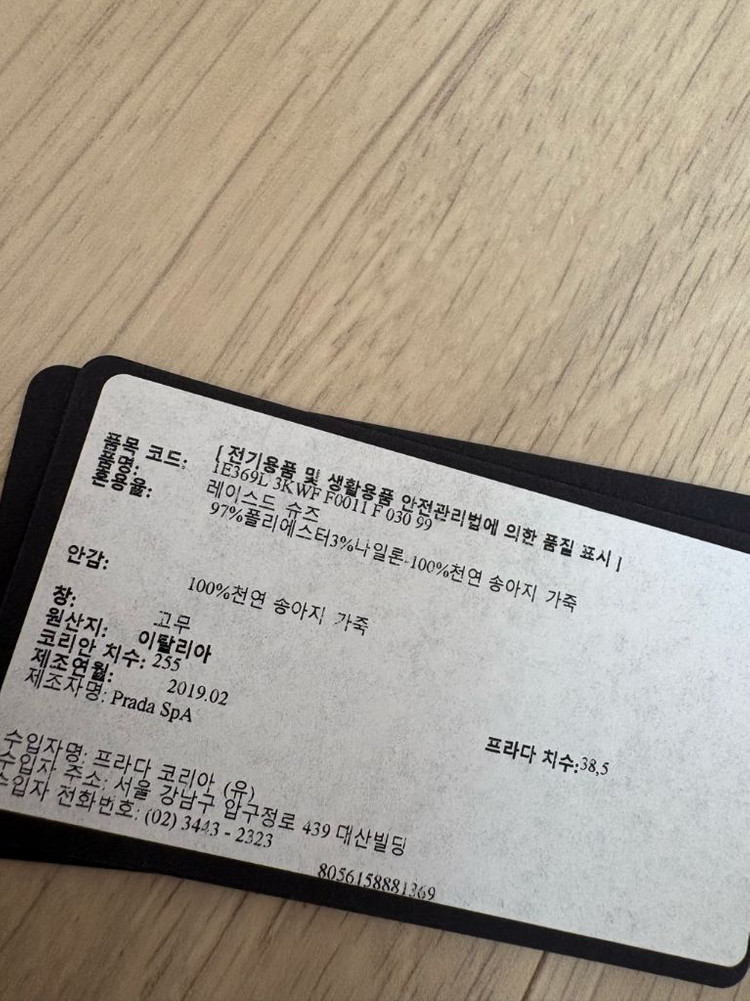 [ 전기용품 및 생활용품 안전관리법에 의한 품질 표시 ]
품목 코드: 1E369L 3KWF F0011 F 030 99
품명: 레이스드 슈즈
혼용율: 97%폴리에스터3%나일론-100%천연 송아지 가죽
안감: 100%천연 송아지 가죽
창: 고무
원산지: 이탈리아
코리안 치수: 255
제조연월: 2019.02
제조자명: Prada SpA
프라다 치수:38,5
수입자명: 프라다 코리아 (유)
수입자 주소: 서울 강남구 압구정로 439 대산빌딩
수입자 전화번호: (02) 3443 - 2323
8056158881369